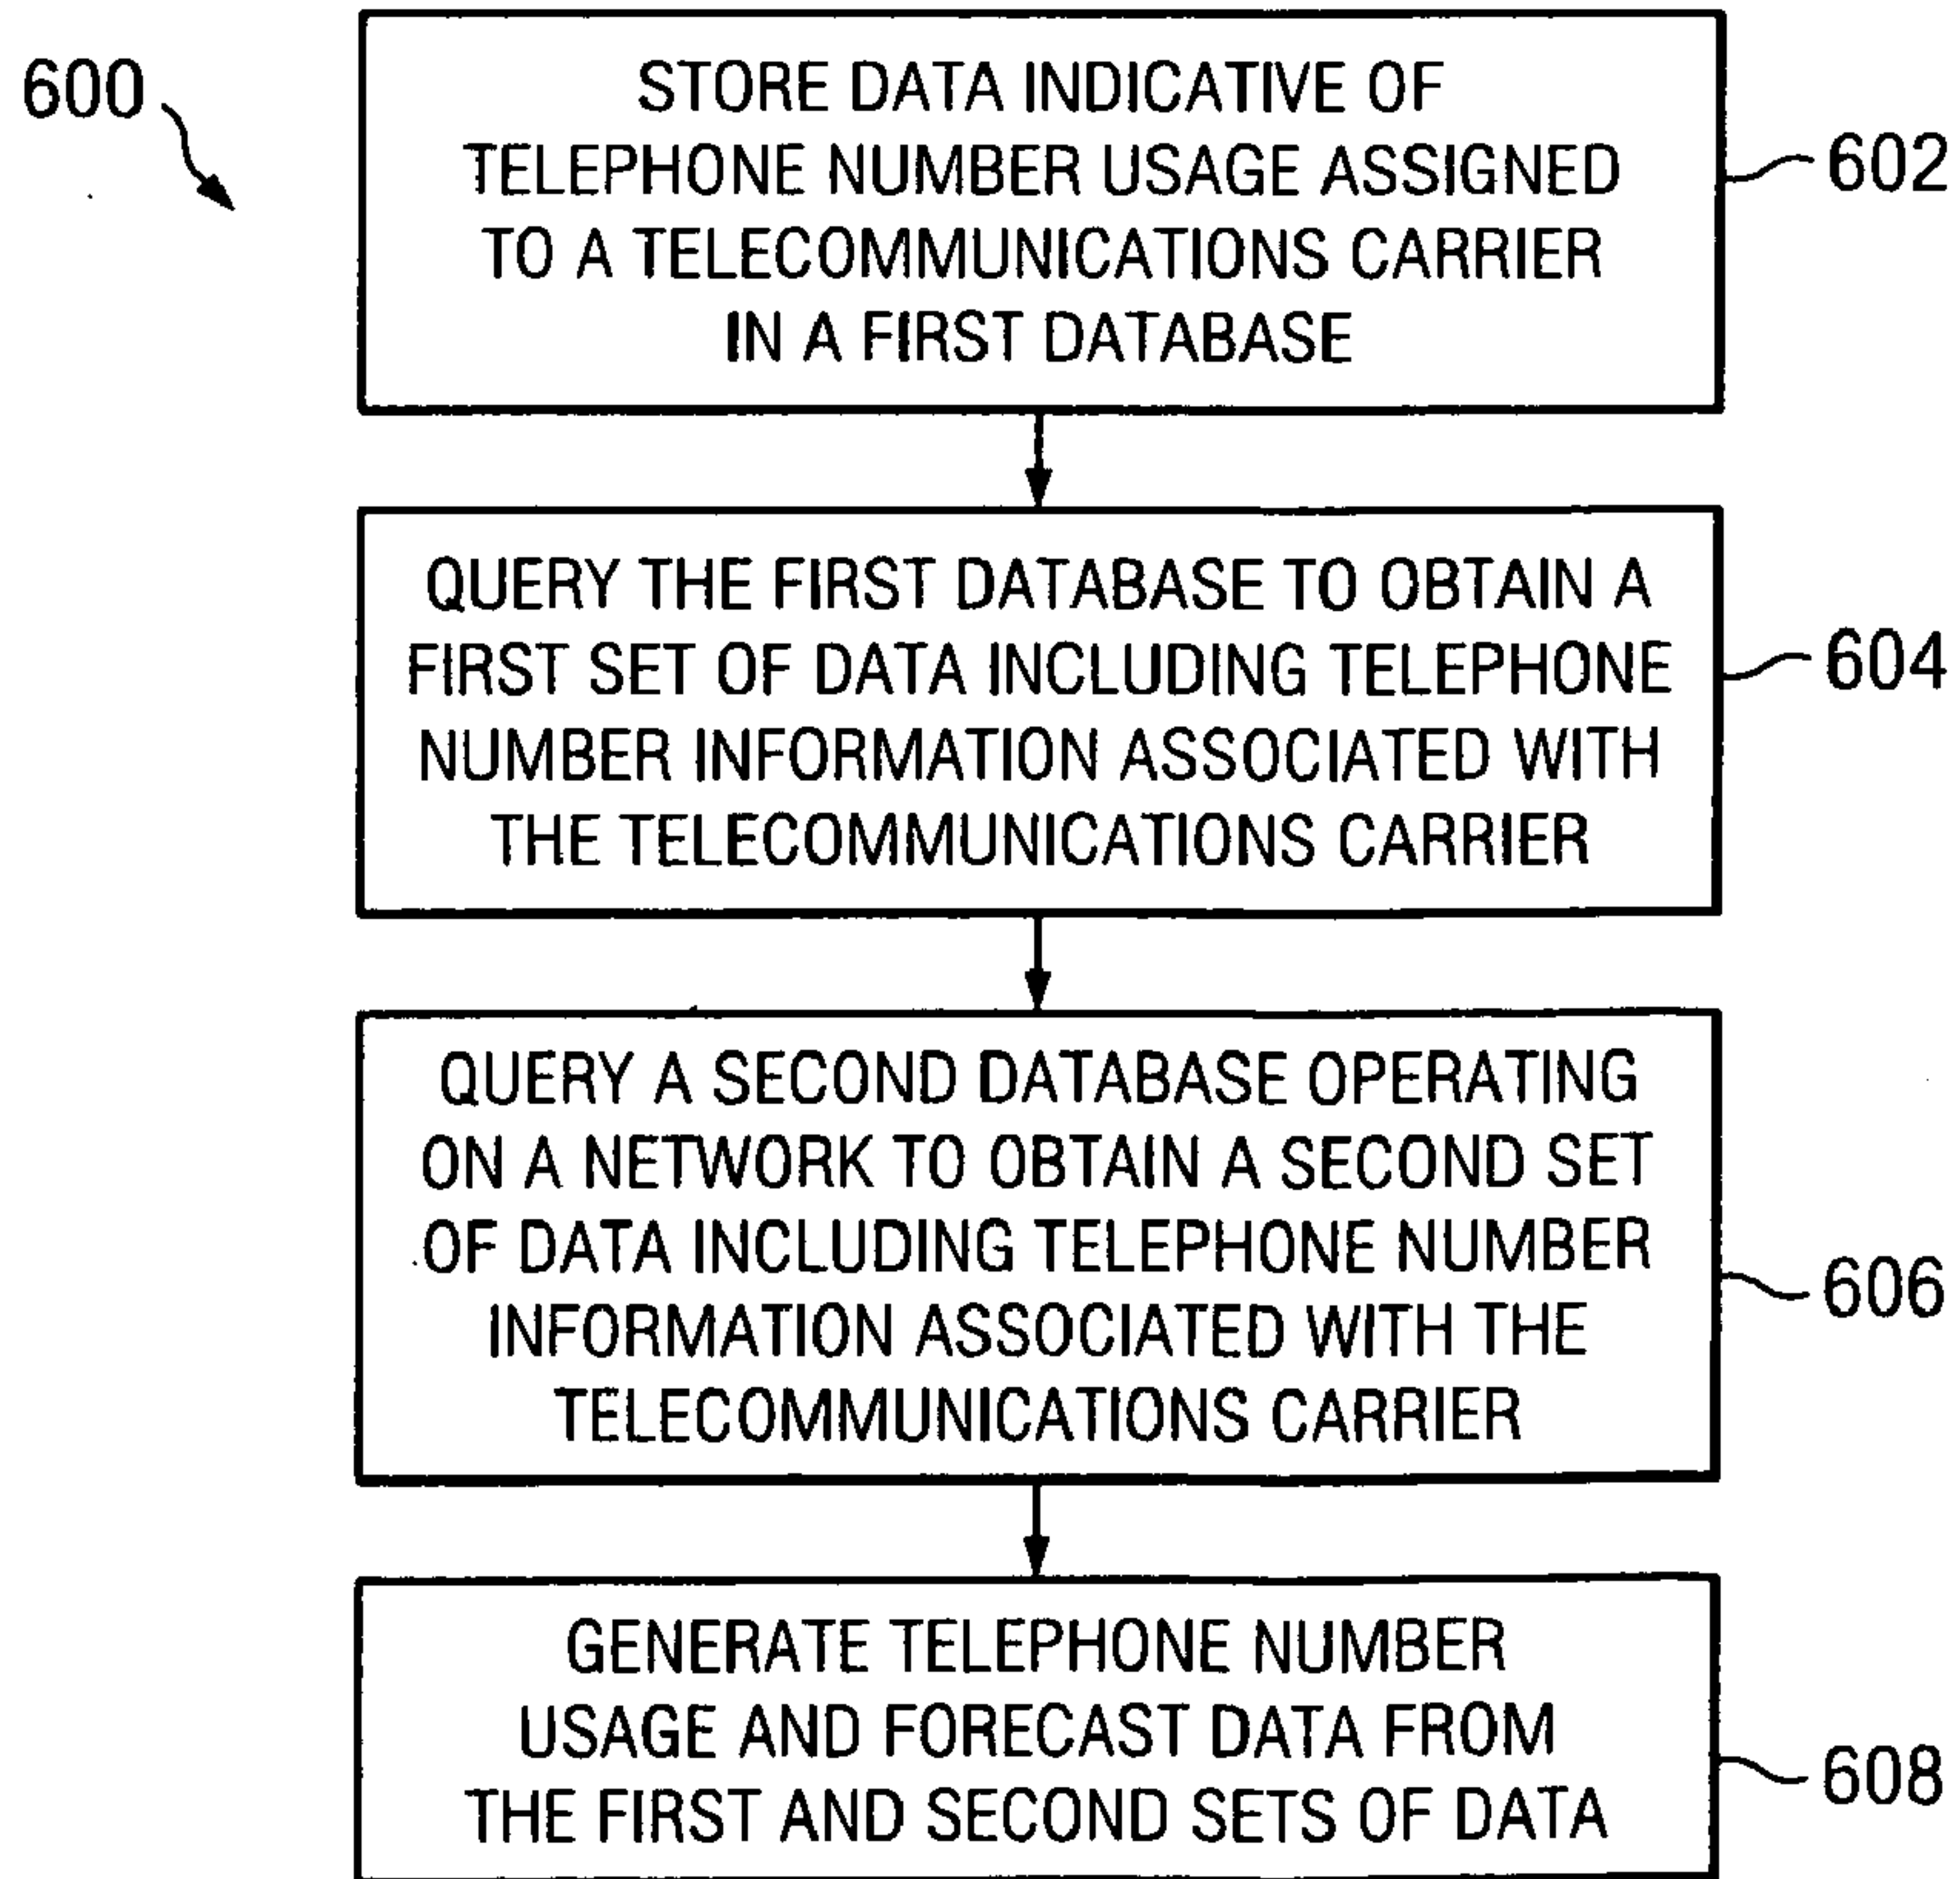 600
STORE DATA INDICATIVE OF
TELEPHONE NUMBER USAGE ASSIGNED
TO A TELECOMMUNICATIONS CARRIER
IN A FIRST DATABASE
602
QUERY THE FIRST DATABASE TO OBTAIN A
FIRST SET OF DATA INCLUDING TELEPHONE
NUMBER INFORMATION ASSOCIATED WITH
THE TELECOMMUNICATIONS CARRIER
604
QUERY A SECOND DATABASE OPERATING
ON A NETWORK TO OBTAIN A SECOND SET
OF DATA INCLUDING TELEPHONE NUMBER
INFORMATION ASSOCIATED WITH THE
TELECOMMUNICATIONS CARRIER
606
GENERATE TELEPHONE NUMBER
USAGE AND FORECAST DATA FROM
THE FIRST AND SECOND SETS OF DATA
608